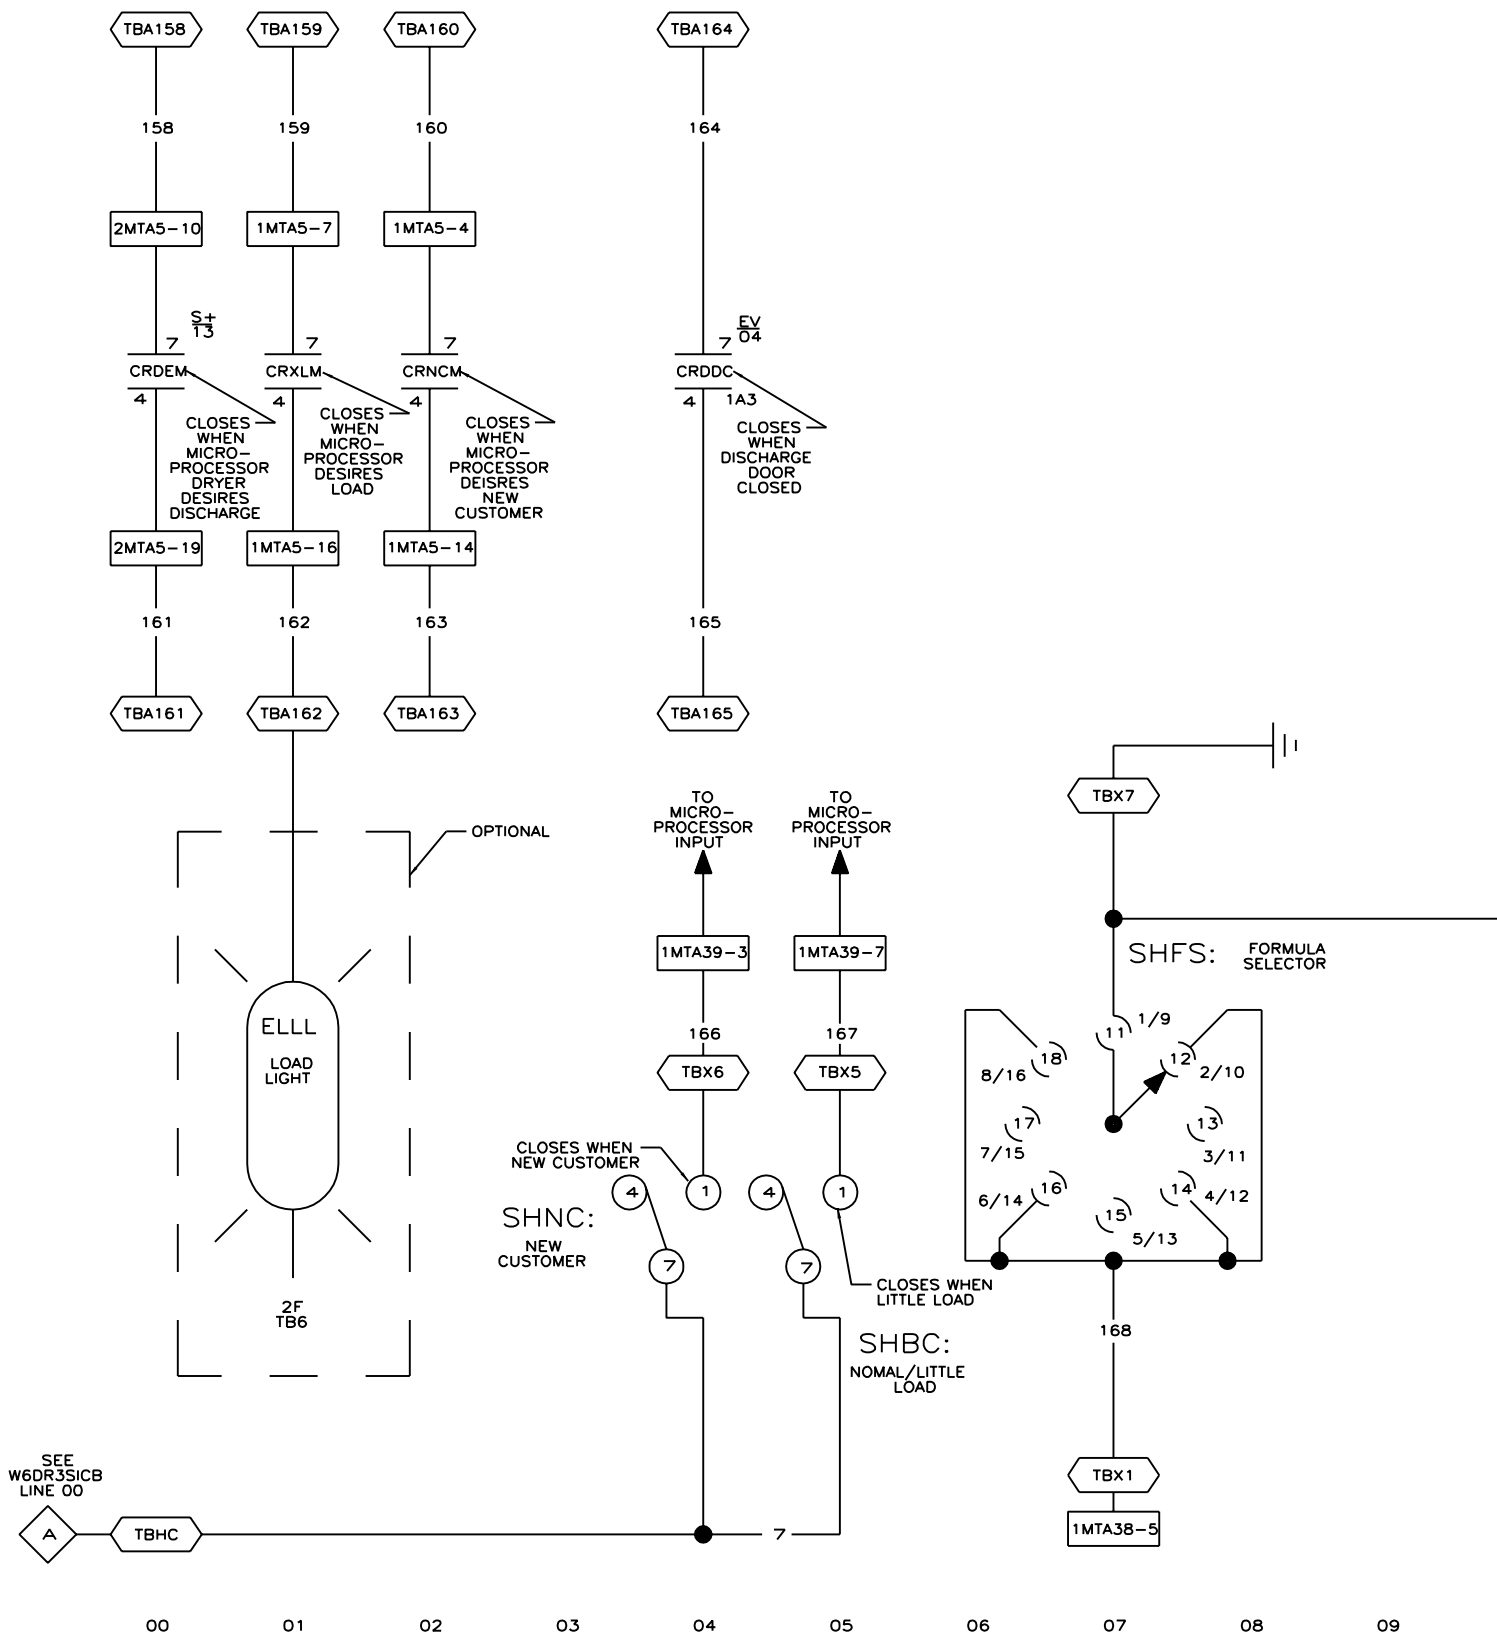 TBA158
TBA159
TBA160
TBA164
158
159
160
164
2MTA5-10
1MTA5-7
1MTA5-4
S+
13
7
CRDEM
4
CLOSES
WHEN
MICRO-
PROCESSOR
DRYER
DESIRES
DISCHARGE
7
CRXLM
4
CLOSES
WHEN
MICRO-
PROCESSOR
DESIRES
LOAD
7
CRNCM
4
CLOSES
WHEN
MICRO-
PROCESSOR
DEISRES
NEW
CUSTOMER
EV
04
7
CRDDC
4
1A3
CLOSES
WHEN
DISCHARGE
DOOR
CLOSED
2MTA5-19
1MTA5-16
1MTA5-14
161
162
163
165
TBA161
TBA162
TBA163
TBA165
OPTIONAL
ELLL
LOAD
LIGHT
2F
TB6
TO
MICRO-
PROCESSOR
INPUT
TO
MICRO-
PROCESSOR
INPUT
1MTA39-3
1MTA39-7
166
167
TBX6
TBX5
CLOSES WHEN
NEW CUSTOMER
4
1
7
SHNC:
NEW
CUSTOMER
4
1
7
CLOSES WHEN
LITTLE LOAD
SHBC:
NOMAL/LITTLE
LOAD
TBX7
SHFS:
FORMULA
SELECTOR
11
1/9
12
2/10
13
3/11
14
4/12
15
5/13
16
6/14
17
7/15
18
8/16
168
TBX1
1MTA38-5
SEE
W6DR3SICB
LINE 00
A
TBHC
7
00
01
02
03
04
05
06
07
08
09